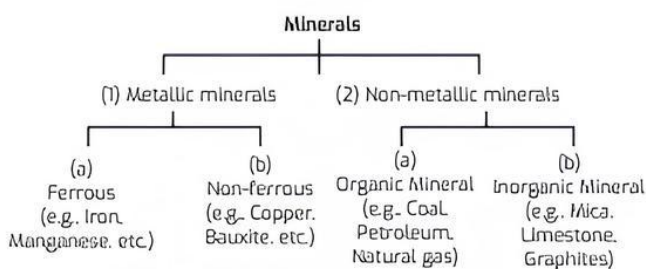 Minerals
(1) Metallic minerals
(2) Non-metallic minerals
(a)
Ferrous
(e.g., Iron,
Manganese. etc.)
(b)
Non-ferrous
(e.g., Copper.
Bauxite. etc.)
(a)
Organic Mineral
(e.g., Coal,
Petroleum,
Natural gas)
(b)
Inorganic Mineral
(e.g., Mica.
Limestone.
Graphites)